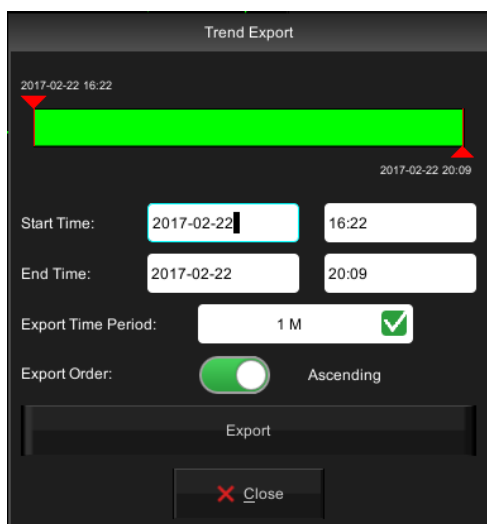 Trend Export
2017-02-22 16:22
2017-02-22 20:09
Start Time: 2017-02-22 16:22
End Time: 2017-02-22 20:09
Export Time Period: 1 M
Export Order: Ascending
Export
Close